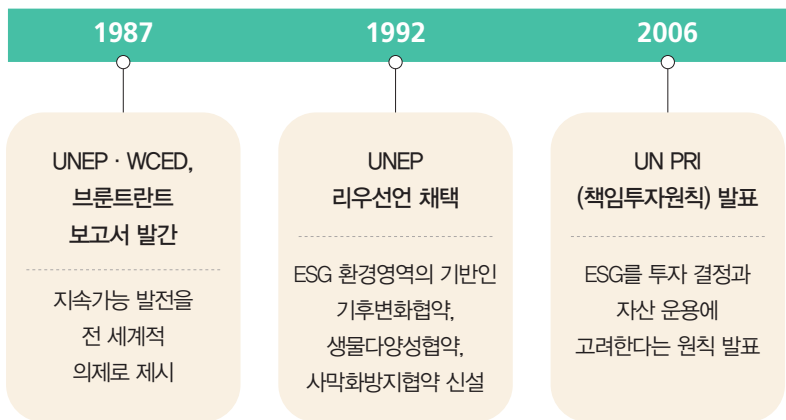 1987
UNEP · WCED,
브룬트란트
보고서 발간
지속가능 발전을
전 세계적
의제로 제시
1992
UNEP
리우선언 채택
ESG 환경영역의 기반인
기후변화협약,
생물다양성협약,
사막화방지협약 신설
2006
UN PRI
(책임투자원칙) 발표
ESG를 투자 결정과
자산 운용에
고려한다는 원칙 발표